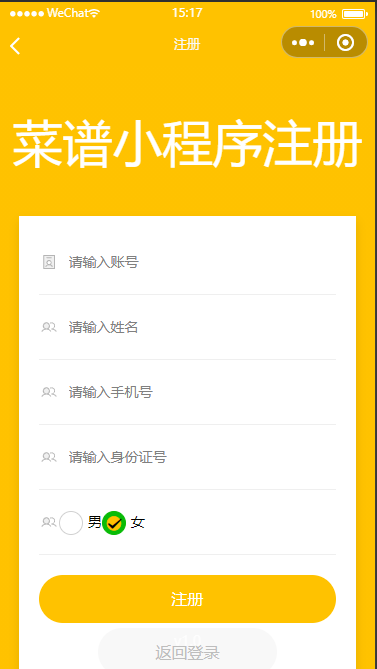 WeChat 15:17 100%
注册
菜谱小程序注册
请输入账号
请输入姓名
请输入手机号
请输入身份证号
男 女
注册
返回登录